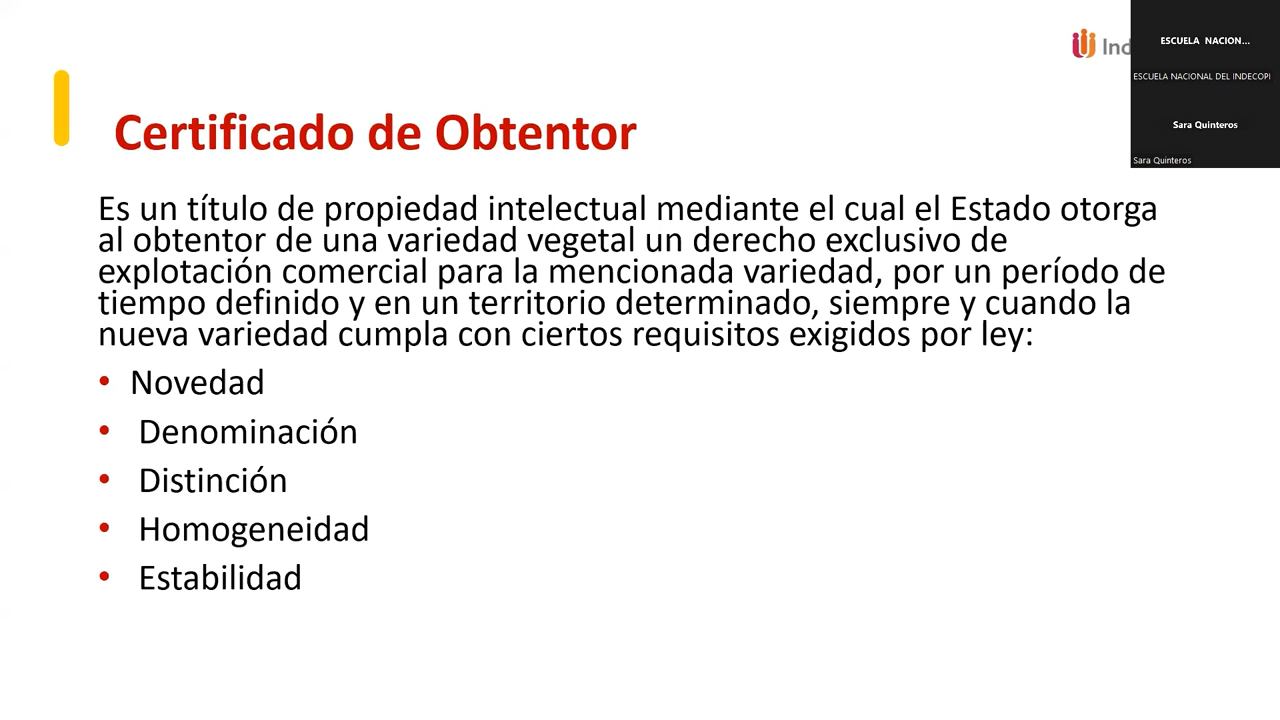 Ind
ESCUELA NACION...
ESCUELA NACIONAL DEL INDECOPI
Sara Quinteros
Sara Quinteros
Certificado de Obtentor
Es un título de propiedad intelectual mediante el cual el Estado otorga
al obtentor de una variedad vegetal un derecho exclusivo de
explotación comercial para la mencionada variedad, por un período de
tiempo definido y en un territorio determinado, siempre y cuando la
nueva variedad cumpla con ciertos requisitos exigidos por ley:
• Novedad
• Denominación
• Distinción
• Homogeneidad
• Estabilidad